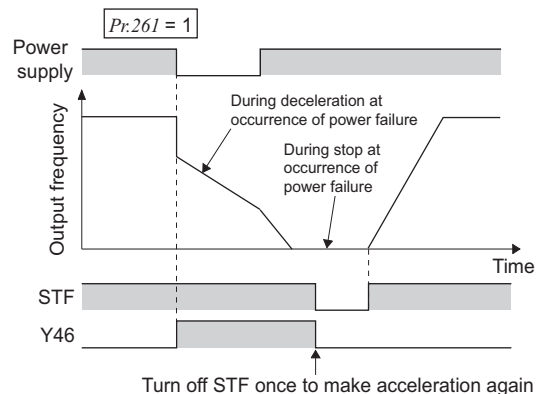 Pr.261 = 1
Power
supply
During deceleration at
occurrence of power failure
During stop at
occurrence of
power failure
Output frequency
Time
STF
Y46
Turn off STF once to make acceleration again